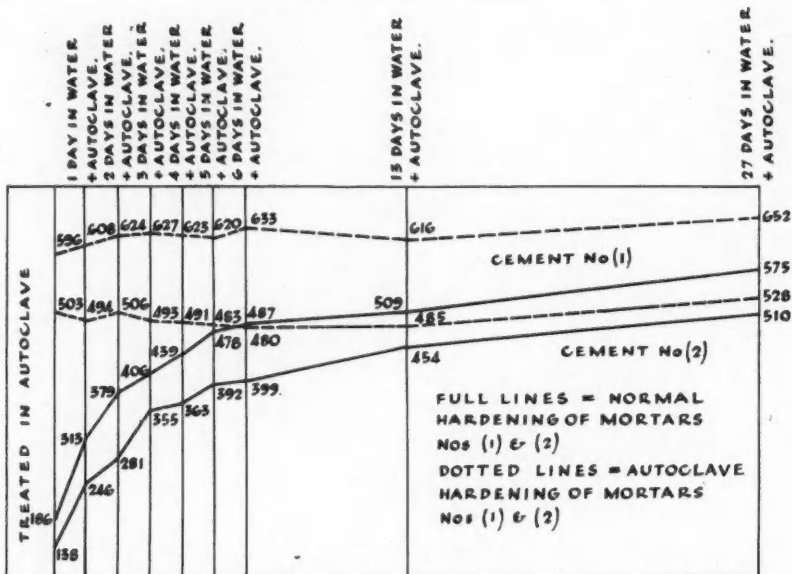 1 DAY IN WATER
+ AUTOCLAVE.
2 DAYS IN WATER
+ AUTOCLAVE.
3 DAYS IN WATER
+ AUTOCLAVE.
4 DAYS IN WATER
+ AUTOCLAVE.
5 DAYS IN WATER
+ AUTOCLAVE.
6 DAYS IN WATER
+ AUTOCLAVE.
13 DAYS IN WATER
+ AUTOCLAVE.
27 DAYS IN WATER
+ AUTOCLAVE.
TREATED IN AUTOCLAVE
596 608 624 627 623 620 633 616 652
CEMENT No (1)
575
503 494 506 493 491 483 487 509 485 528
478 480 510
CEMENT No (2)
313 379 406 439
454
246 281 355 363 392 399
186
138
FULL LINES = NORMAL
HARDENING OF MORTARS
Nos (1) & (2)
DOTTED LINES = AUTOCLAVE
HARDENING OF MORTARS
Nos (1) & (2)